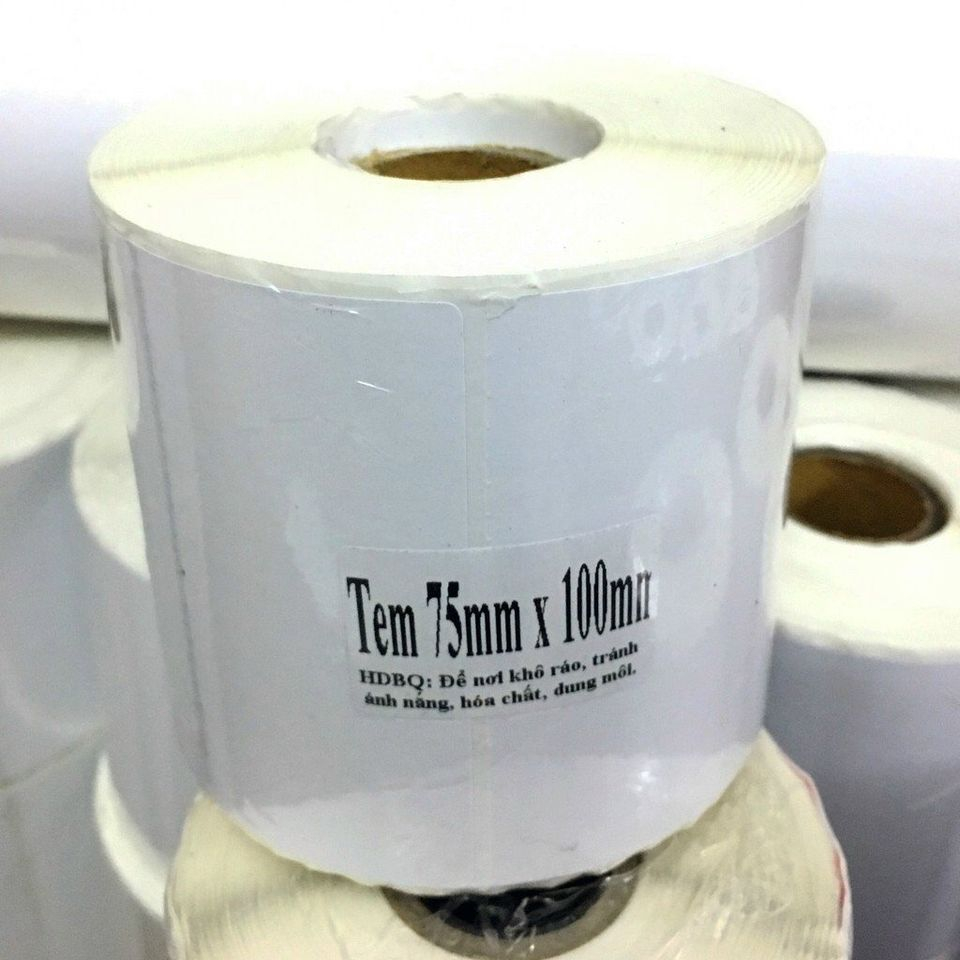 Tem 75mm x 100mm
HDBQ: Để nơi khô ráo, tránh
ánh nắng, hóa chất, dung môi.